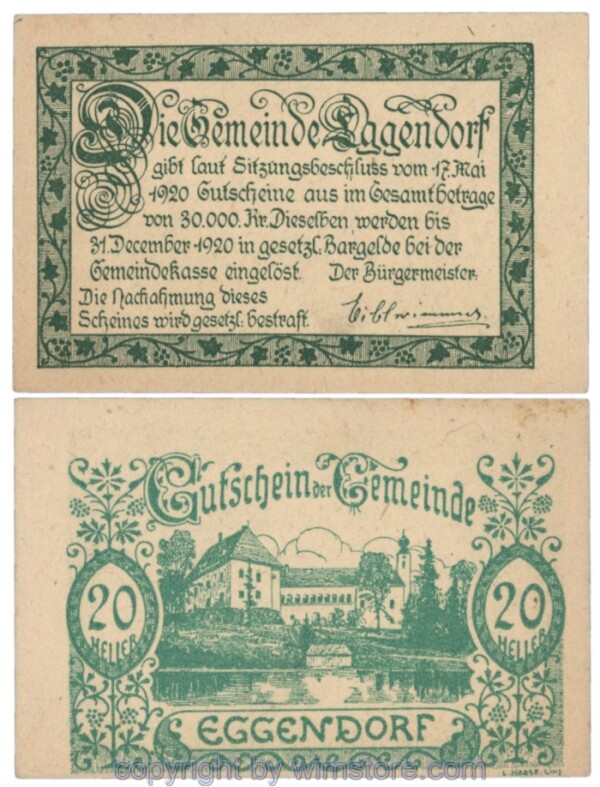 Die Gemeinde Eggendorf
gibt laut Sitzungsbeschluss vom 17. Mai
1920 Gutscheine aus im Gesamtbetrage
von 30.000. Kr. Dieselben werden bis
31. December 1920 in gesetzl: Bargelde bei der
Gemeindekasse eingelöst. Der Bürgermeister:
Die Nachahmung dieses
Scheines wird gesetzl: bestraft.
Gutschein der Gemeinde
20
HELLER
20
HELLER
EGGENDORF
copyright by wimstore.com